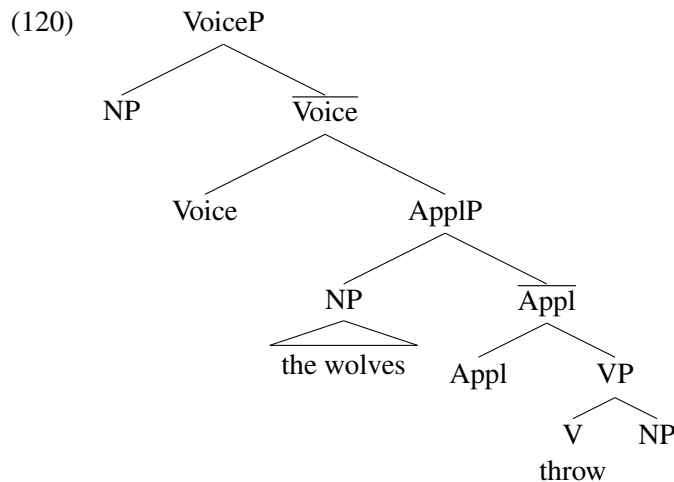 (120) VoiceP
NP Voice
Voice ApplP
NP Appl
the wolves Appl VP
V NP
throw